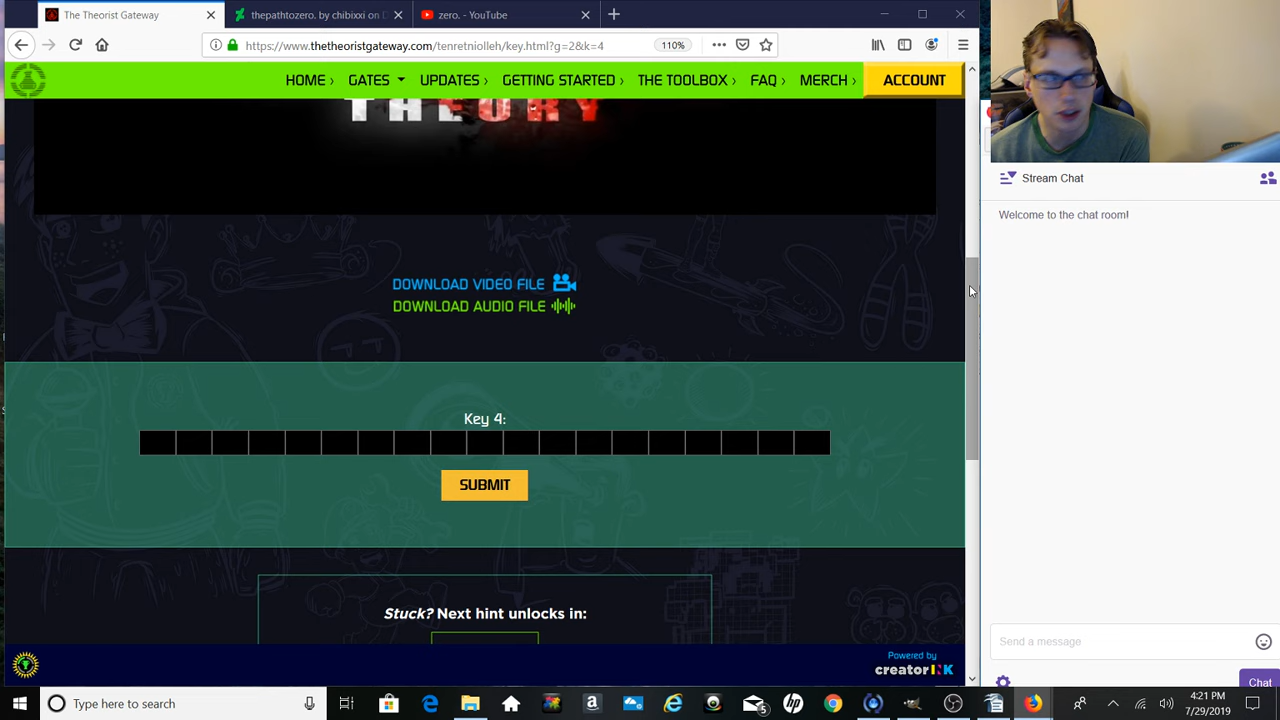 The Theorist Gateway
thepathtozero. by chibixxi on D
zero. - YouTube
https://www.thetheoristgateway.com/tenretniolleh/key.html?g=2&k=4
110%
HOME › GATES UPDATES › GETTING STARTED › THE TOOLBOX › FAQ › MERCH › ACCOUNT
THEORY
DOWNLOAD VIDEO FILE
DOWNLOAD AUDIO FILE
Key 4:
SUBMIT
Stuck? Next hint unlocks in:
Powered by
creatorINK
Stream Chat
Welcome to the chat room!
Send a message
Chat
Type here to search
5
4:21 PM
7/29/2019